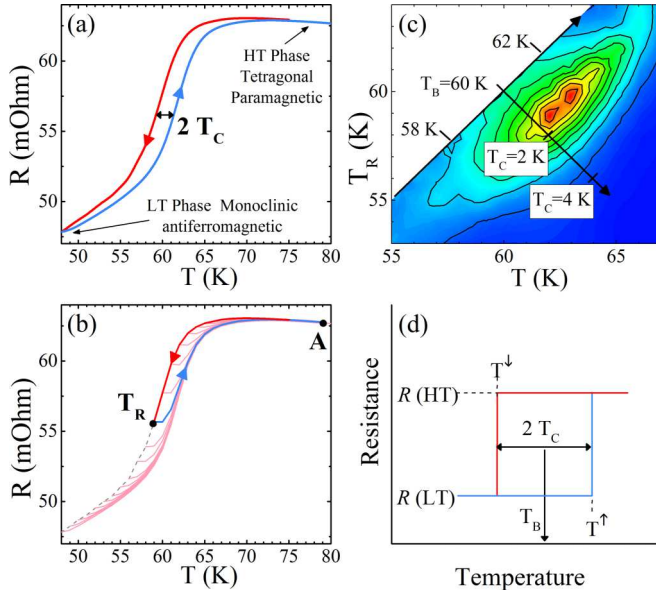 (a)
R (mOhm)
60
50
HT Phase
Tetragonal
Paramagnetic
2 T_C
LT Phase Monoclinic
antiferromagnetic
50 55 60 65 70 75 80
T (K)
(b)
R (mOhm)
60
50
A
T_R
50 55 60 65 70 75 80
T (K)
(c)
T_R (K)
60
55
62 K
T_B=60 K
58 K
T_C=2 K
T_C=4 K
55 60 65
T (K)
(d)
Resistance
T↓
R (HT)
2 T_C
R (LT)
T_B
T↑
Temperature